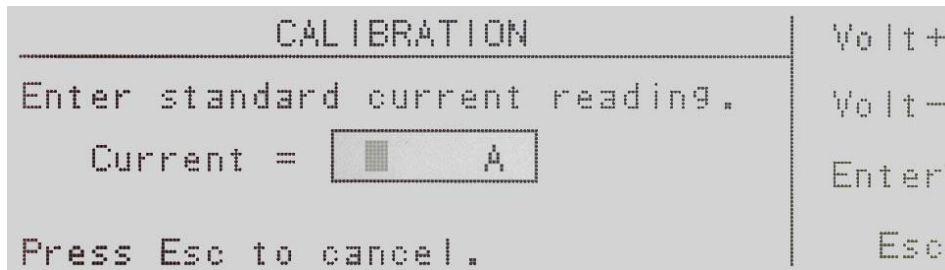 CALIBRATION
Enter standard current reading.
Current = A
Press Esc to cancel.
Volt+
Volt-
Enter
Esc